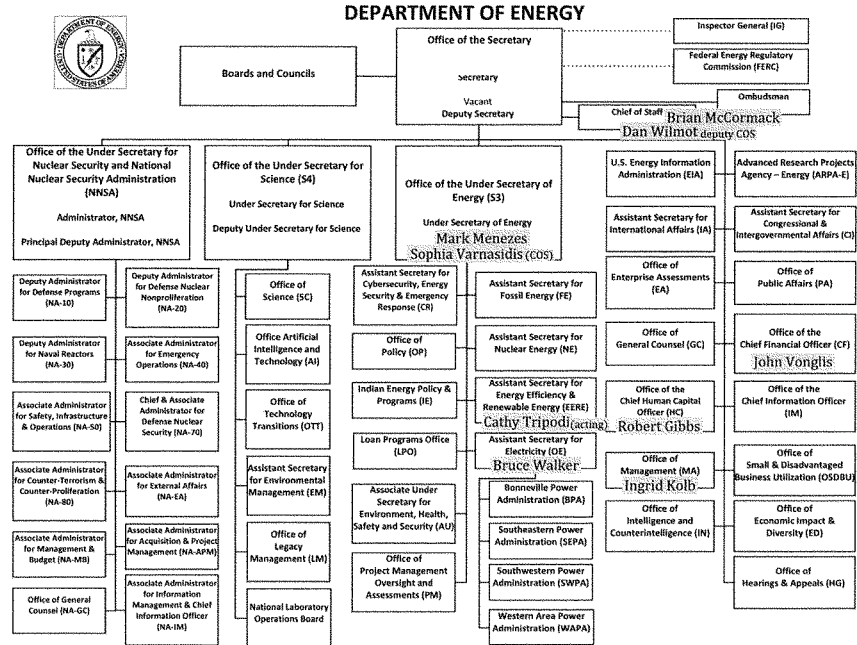 DEPARTMENT OF ENERGY
DEPARTMENT OF ENERGY
UNITED STATES OF AMERICA
Office of the Secretary
Secretary
Vacant
Deputy Secretary
Boards and Councils
Inspector General (IG)
Federal Energy Regulatory
Commission (FERC)
Ombudsman
Chief of Staff Brian McCormack
Dan Wilmot deputy COS
Office of the Under Secretary for
Nuclear Security and National
Nuclear Security Administration
(NNSA)
Administrator, NNSA
Principal Deputy Administrator, NNSA
Office of the Under Secretary for
Science (S4)
Under Secretary for Science
Deputy Under Secretary for Science
Office of the Under Secretary of
Energy (S3)
Under Secretary of Energy
Mark Menezes
Sophia Varnasidis (COS)
U.S. Energy Information
Administration (EIA)
Advanced Research Projects
Agency – Energy (ARPA-E)
Assistant Secretary for
International Affairs (IA)
Assistant Secretary for
Congressional &
Intergovernmental Affairs (CI)
Office of
Enterprise Assessments
(EA)
Office of
Public Affairs (PA)
Office of
General Counsel (GC)
Office of the
Chief Financial Officer (CF)
John Vonglis
Office of the
Chief Human Capital
Officer (HC)
Robert Gibbs
Office of the
Chief Information Officer
(IM)
Office of
Management (MA)
Ingrid Kolb
Office of
Small & Disadvantaged
Business Utilization (OSDBU)
Office of
Intelligence and
Counterintelligence (IN)
Office of
Economic Impact &
Diversity (ED)
Office of
Hearings & Appeals (HG)
Deputy Administrator
for Defense Programs
(NA-10)
Deputy Administrator
for Defense Nuclear
Nonproliferation
(NA-20)
Deputy Administrator
for Naval Reactors
(NA-30)
Associate Administrator
for Emergency
Operations (NA-40)
Associate Administrator
for Safety, Infrastructure
& Operations (NA-50)
Chief & Associate
Administrator for
Defense Nuclear
Security (NA-70)
Associate Administrator
for Counter-Terrorism &
Counter-Proliferation
(NA-80)
Associate Administrator
for External Affairs
(NA-EA)
Associate Administrator
for Management &
Budget (NA-MB)
Associate Administrator
for Acquisition & Project
Management (NA-APM)
Office of General
Counsel (NA-GC)
Associate Administrator
for Information
Management & Chief
Information Officer
(NA-IM)
Office of
Science (SC)
Office Artificial
Intelligence and
Technology (AI)
Office of
Technology
Transitions (OTT)
Assistant Secretary
for Environmental
Management (EM)
Office of
Legacy
Management (LM)
National Laboratory
Operations Board
Assistant Secretary for
Cybersecurity, Energy
Security & Emergency
Response (CR)
Assistant Secretary for
Fossil Energy (FE)
Office of
Policy (OP)
Assistant Secretary for
Nuclear Energy (NE)
Indian Energy Policy &
Programs (IE)
Assistant Secretary for
Energy Efficiency &
Renewable Energy (EERE)
Cathy Tripodi (acting)
Loan Programs Office
(LPO)
Assistant Secretary for
Electricity (OE)
Bruce Walker
Associate Under
Secretary for
Environment, Health,
Safety and Security (AU)
Office of
Project Management
Oversight and
Assessments (PM)
Bonneville Power
Administration (BPA)
Southeastern Power
Administration (SEPA)
Southwestern Power
Administration (SWPA)
Western Area Power
Administration (WAPA)